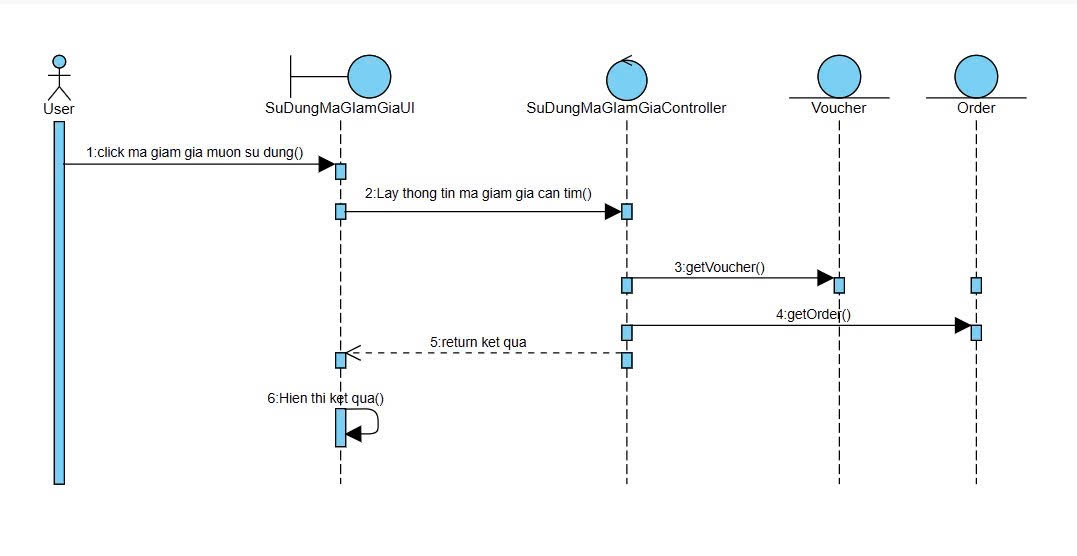 User
SuDungMaGIamGiaUI
SuDungMaGIamGiaController
Voucher
Order
1:click ma giam gia muon su dung()
2:Lay thong tin ma giam gia can tim()
3:getVoucher()
4:getOrder()
5:return ket qua
6:Hien thi ket qua()